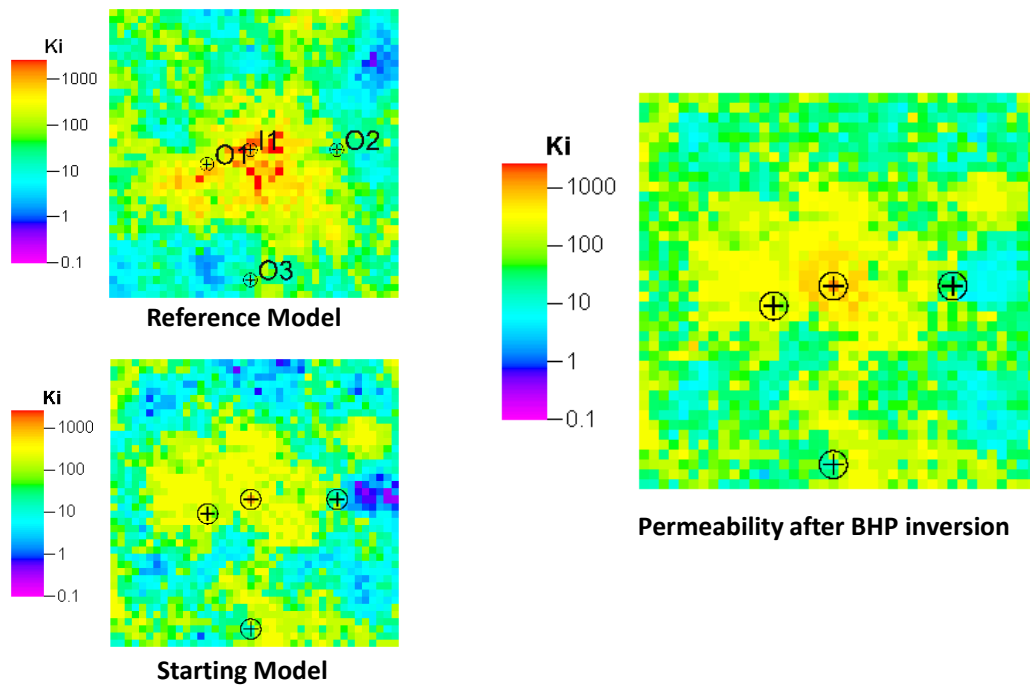 Ki
1000
100
10
1
0.1
O1
I1
O2
O3
Reference Model
Ki
1000
100
10
1
0.1
Starting Model
Ki
1000
100
10
1
0.1
Permeability after BHP inversion